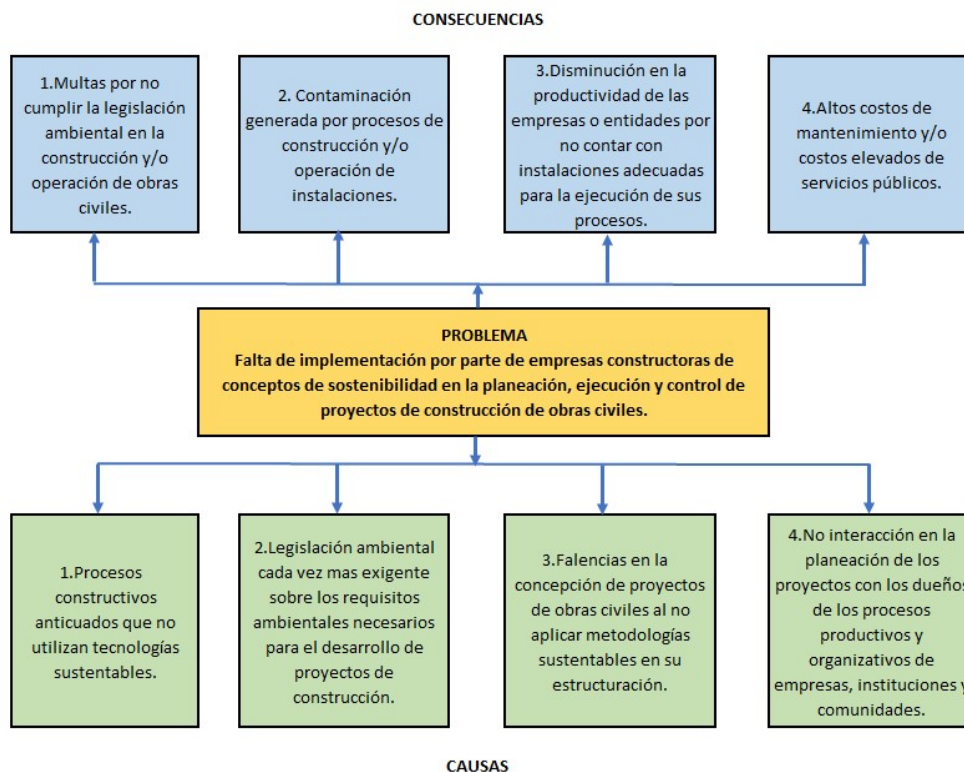 CONSECUENCIAS
1.Multas por no
cumplir la legislación
ambiental en la
construcción y/o
operación de obras
civiles.
2. Contaminación
generada por procesos de
construcción y/o
operación de
instalaciones.
3.Disminución en la
productividad de las
empresas o entidades por
no contar con
instalaciones adecuadas
para la ejecución de sus
procesos.
4.Altos costos de
mantenimiento y/o
costos elevados de
servicios públicos.
PROBLEMA
Falta de implementación por parte de empresas constructoras de
conceptos de sostenibilidad en la planeación, ejecución y control de
proyectos de construcción de obras civiles.
1.Procesos
constructivos
anticuados que no
utilizan tecnologías
sustentables.
2.Legislación ambiental
cada vez mas exigente
sobre los requisitos
ambientales necesarios
para el desarrollo de
proyectos de
construcción.
3.Falencias en la
concepción de proyectos
de obras civiles al no
aplicar metodologías
sustentables en su
estructuración.
4.No interacción en la
planeación de los
proyectos con los dueños
de los procesos
productivos y
organizativos de
empresas, instituciones y
comunidades.
CAUSAS